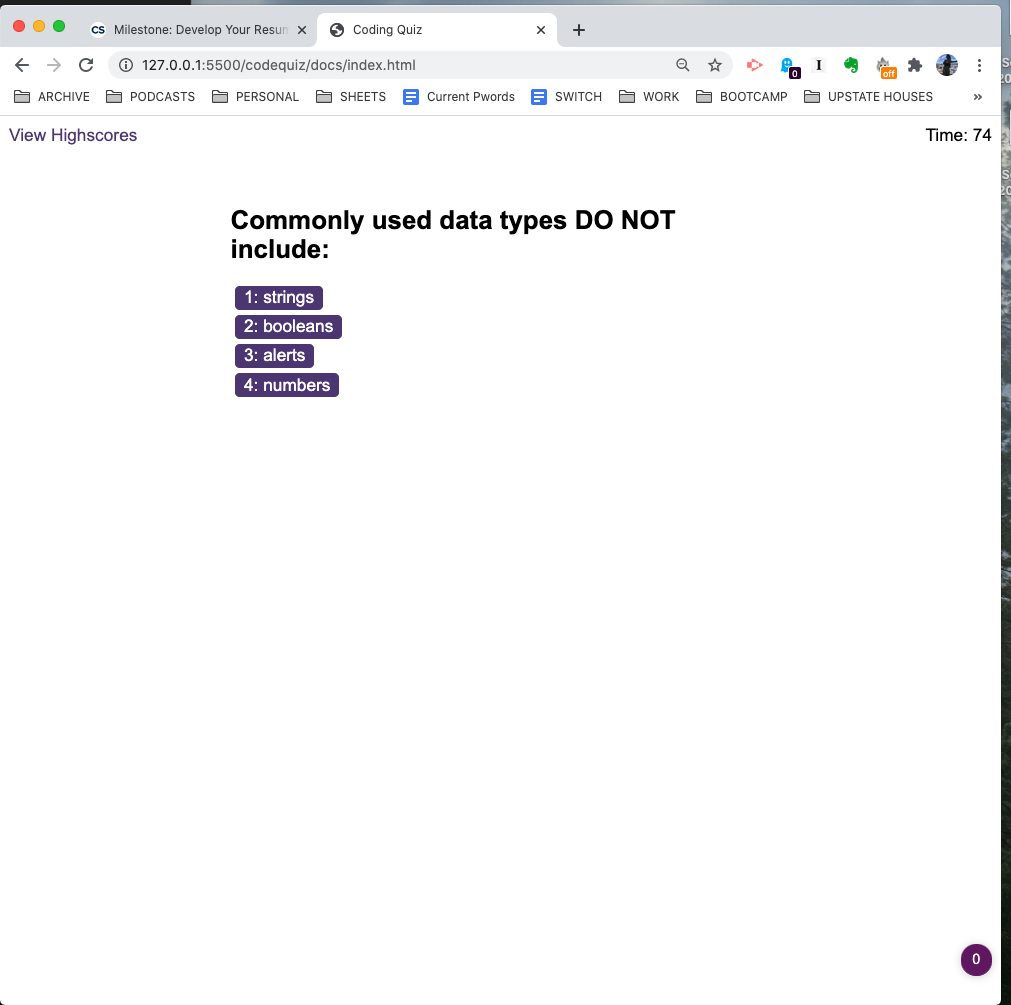 CS Milestone: Develop Your Resum
Coding Quiz
127.0.0.1:5500/codequiz/docs/index.html
0
I
off
ARCHIVE PODCASTS PERSONAL SHEETS Current Pwords SWITCH WORK BOOTCAMP UPSTATE HOUSES »
View Highscores
Time: 74
Commonly used data types DO NOT
include:
1: strings
2: booleans
3: alerts
4: numbers
0